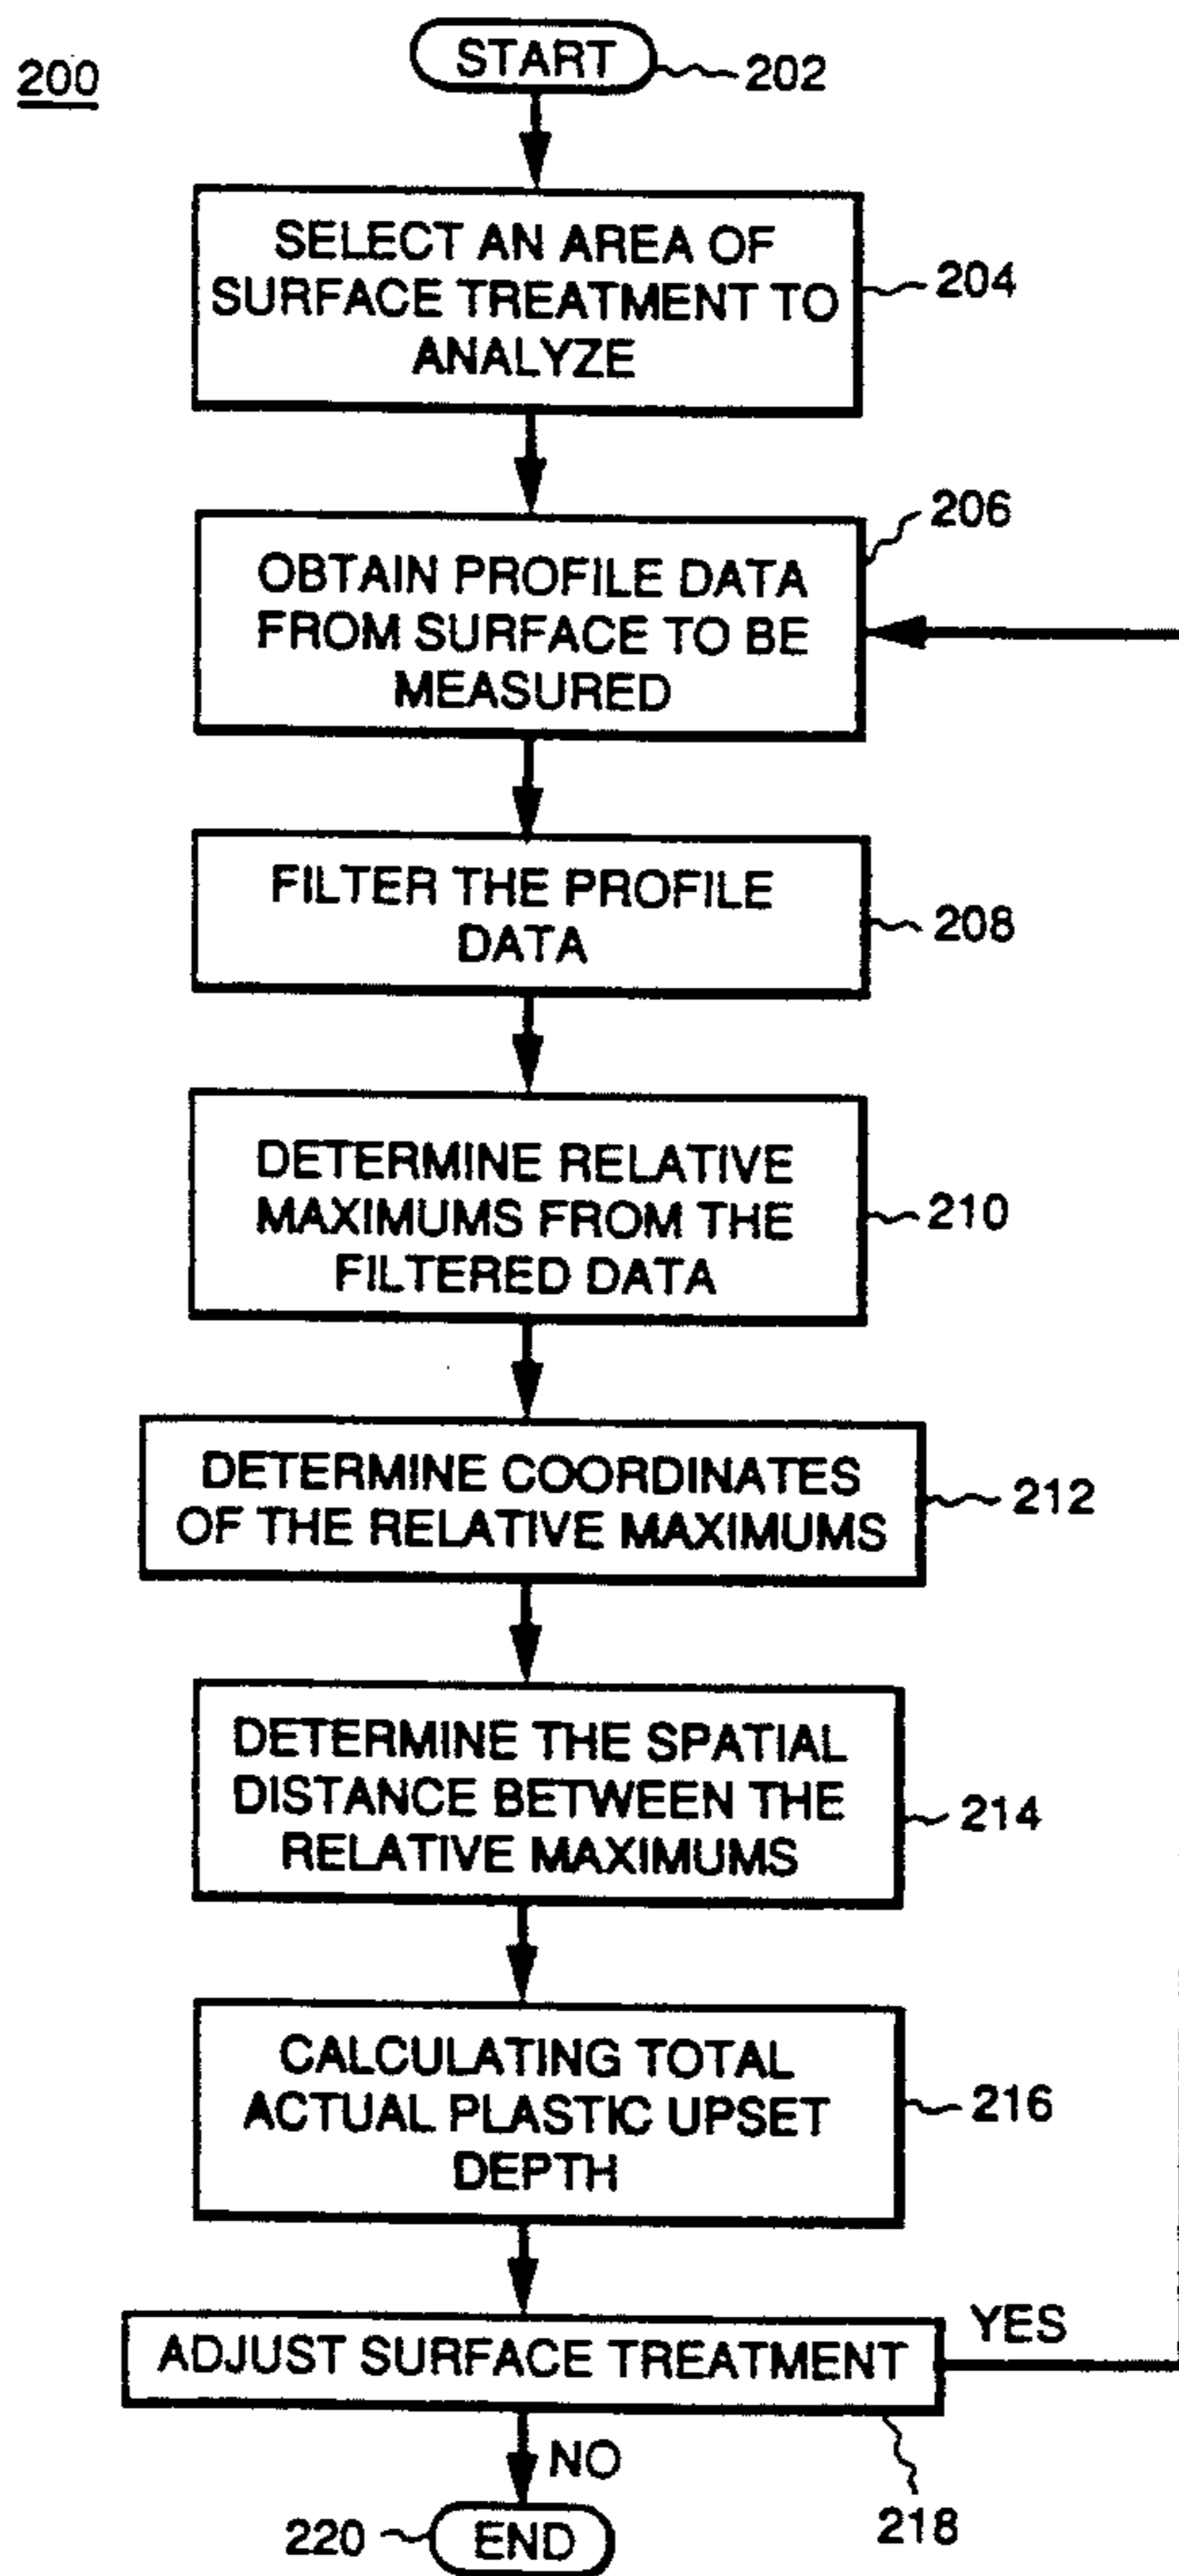 200
START
202
SELECT AN AREA OF
SURFACE TREATMENT TO
ANALYZE
204
206
OBTAIN PROFILE DATA
FROM SURFACE TO BE
MEASURED
FILTER THE PROFILE
DATA
208
DETERMINE RELATIVE
MAXIMUMS FROM THE
FILTERED DATA
210
DETERMINE COORDINATES
OF THE RELATIVE MAXIMUMS
212
DETERMINE THE SPATIAL
DISTANCE BETWEEN THE
RELATIVE MAXIMUMS
214
CALCULATING TOTAL
ACTUAL PLASTIC UPSET
DEPTH
216
ADJUST SURFACE TREATMENT
YES
NO
218
220
END